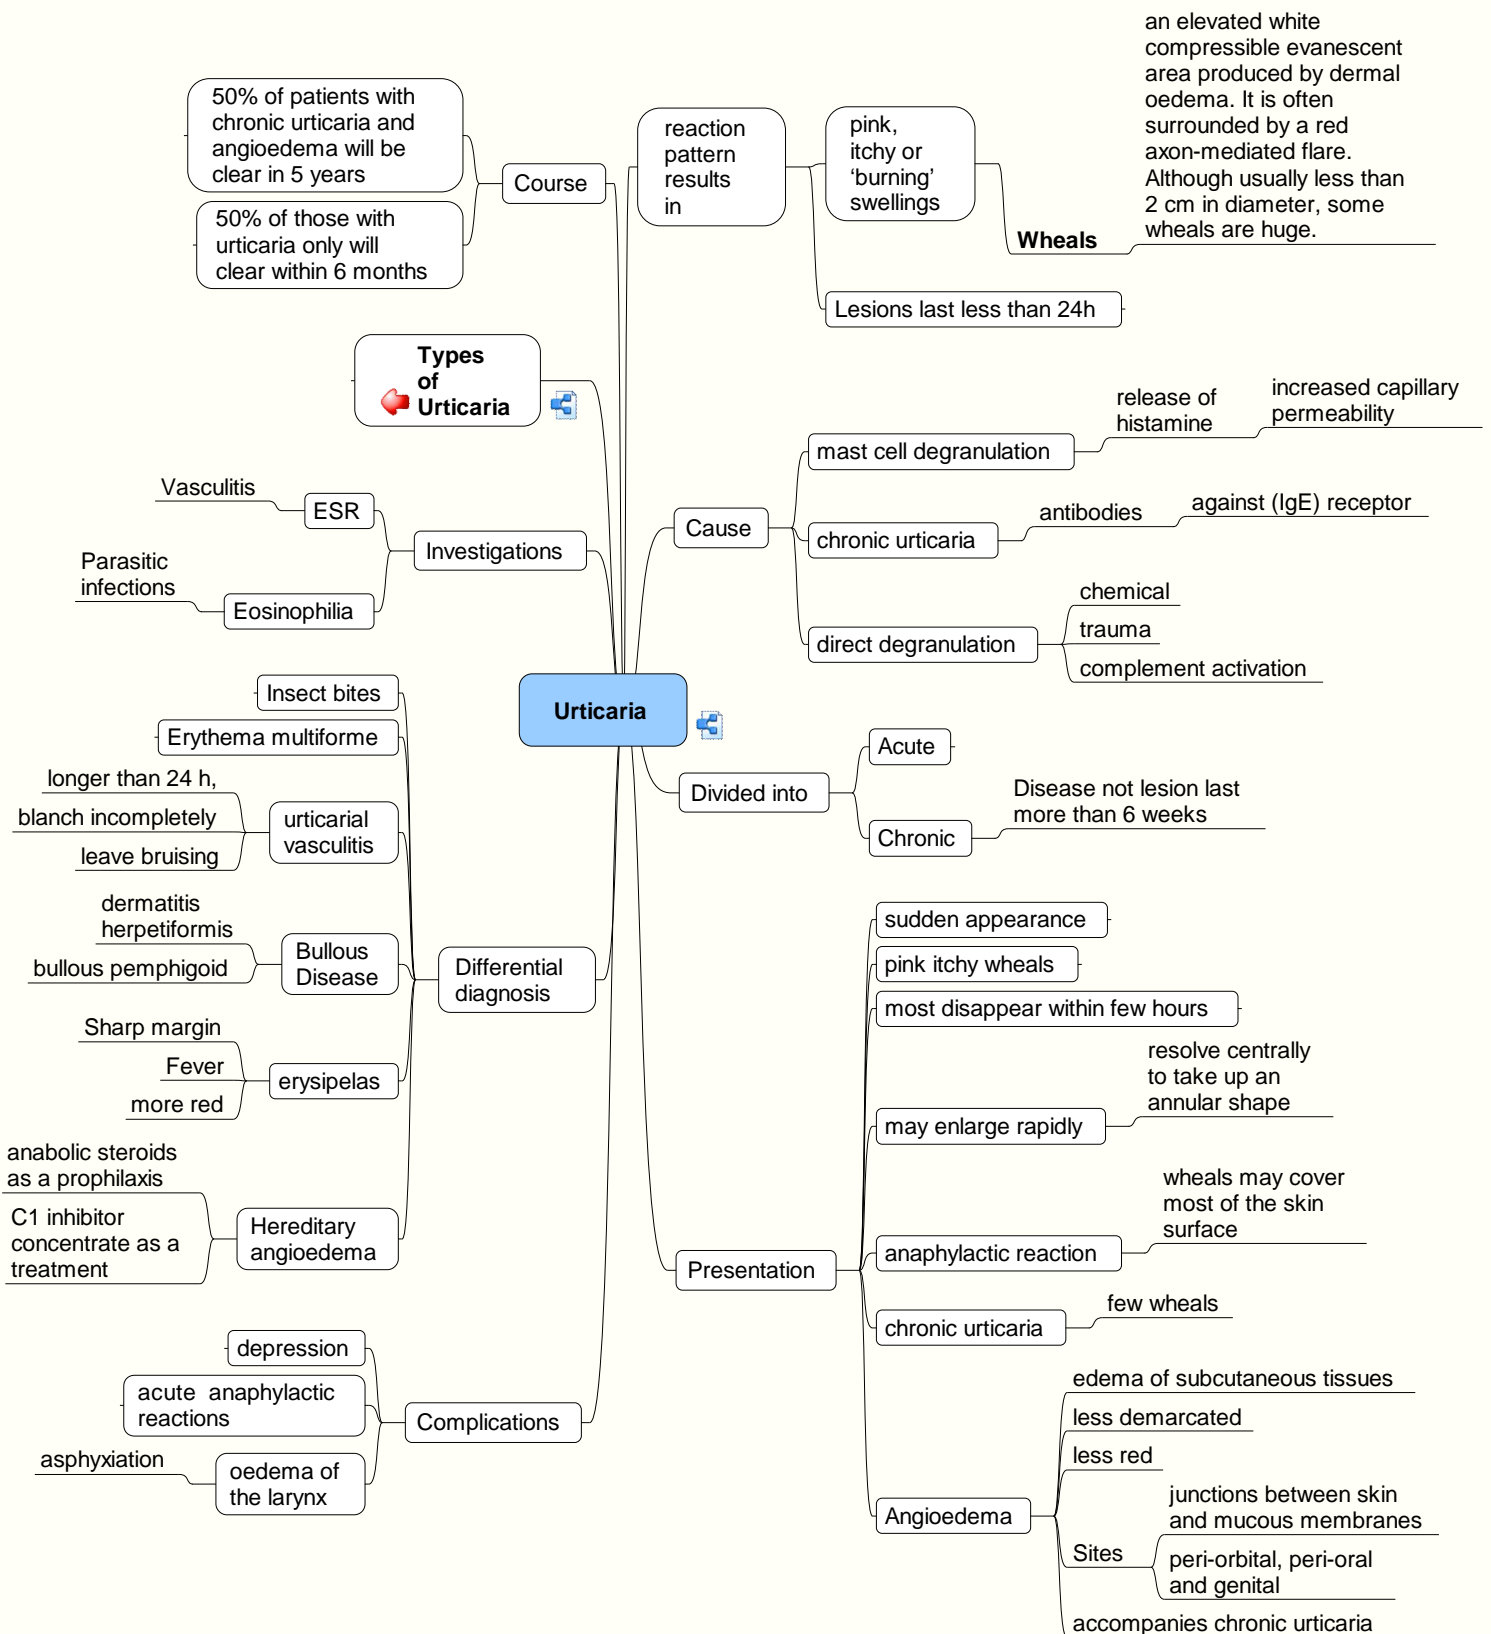 Urticaria
reaction
pattern
results
in
pink,
itchy or
‘burning’
swellings
Wheals
an elevated white
compressible evanescent
area produced by dermal
oedema. It is often
surrounded by a red
axon-mediated flare.
Although usually less than
2 cm in diameter, some
wheals are huge.
Lesions last less than 24h
Cause
mast cell degranulation
release of
histamine
increased capillary
permeability
chronic urticaria
antibodies
against (IgE) receptor
direct degranulation
chemical
trauma
complement activation
Divided into
Acute
Chronic
Disease not lesion last
more than 6 weeks
Presentation
sudden appearance
pink itchy wheals
most disappear within few hours
may enlarge rapidly
resolve centrally
to take up an
annular shape
anaphylactic reaction
wheals may cover
most of the skin
surface
chronic urticaria
few wheals
Angioedema
edema of subcutaneous tissues
less demarcated
less red
Sites
junctions between skin
and mucous membranes
peri-orbital, peri-oral
and genital
accompanies chronic urticaria
Course
50% of patients with
chronic urticaria and
angioedema will be
clear in 5 years
50% of those with
urticaria only will
clear within 6 months
Types
of
Urticaria
Investigations
ESR
Vasculitis
Eosinophilia
Parasitic
infections
Differential
diagnosis
Insect bites
Erythema multiforme
urticarial
vasculitis
longer than 24 h,
blanch incompletely
leave bruising
Bullous
Disease
dermatitis
herpetiformis
bullous pemphigoid
erysipelas
Sharp margin
Fever
more red
Hereditary
angioedema
anabolic steroids
as a prophilaxis
C1 inhibitor
concentrate as a
treatment
Complications
depression
acute  anaphylactic
reactions
oedema of
the larynx
asphyxiation